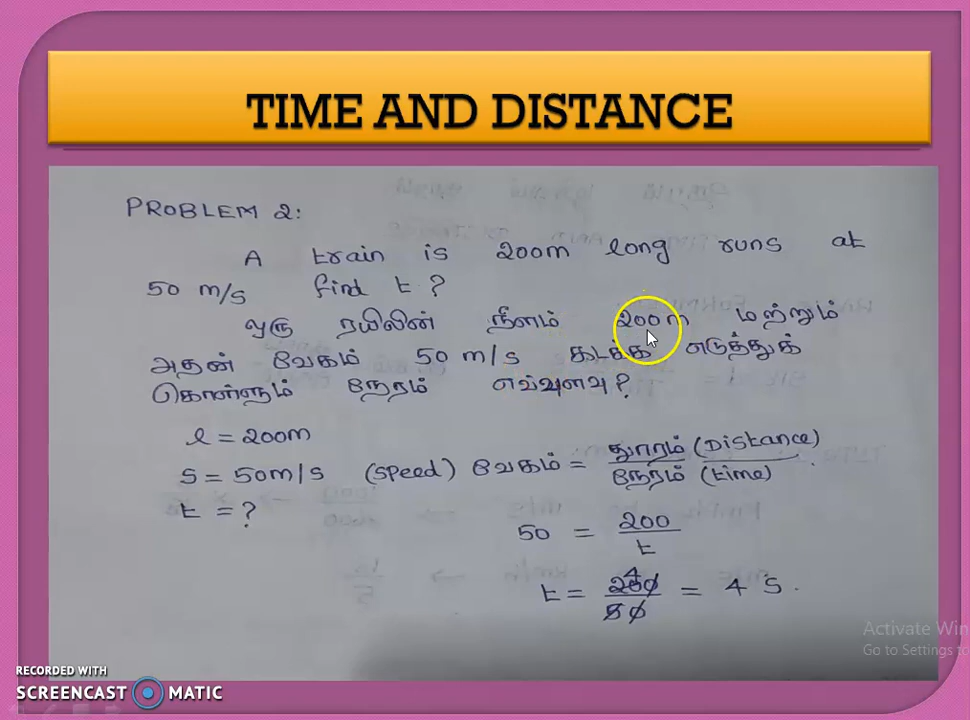 TIME AND DISTANCE
PROBLEM 2:
A train is 200m long runs at
50 m/s find t ?
ஒரு ரயிலின் நீளம் 200m மற்றும்
அதன் வேகம் 50 m/s கடக்க எடுத்துக்
கொள்ளும் நேரம் எவ்வளவு?
l = 200m
s = 50m/s (speed) வேகம் = தூரம் (Distance) / நேரம் (time)
t = ?
50 = 200 / t
t = 200 / 50 = 4 s.
4
Activate Win
Go to Settings to
RECORDED WITH
SCREENCAST MATIC